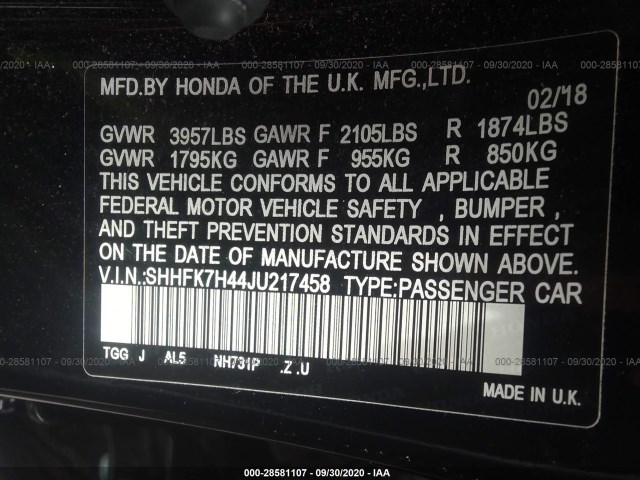 000-28581107 - 09/30/2020 - IAA
MFD.BY HONDA OF THE U.K. MFG.,LTD.
02/18
GVWR 3957LBS GAWR F 2105LBS R 1874LBS
GVWR 1795KG GAWR F 955KG R 850KG
THIS VEHICLE CONFORMS TO ALL APPLICABLE
FEDERAL MOTOR VEHICLE SAFETY , BUMPER ,
AND THEFT PREVENTION STANDARDS IN EFFECT
ON THE DATE OF MANUFACTURE SHOWN ABOVE.
V.I.N.:SHHFK7H44JU217458 TYPE:PASSENGER CAR
TGG J AL5 NH731P .Z .U
MADE IN U.K.
000-28581107 - 09/30/2020 - IAA